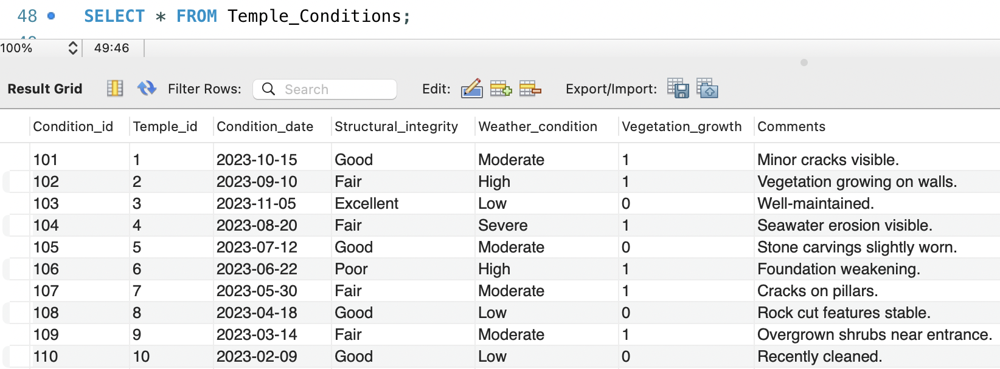 48 SELECT * FROM Temple_Conditions;
100% 49:46
Result Grid Filter Rows: Search Edit: Export/Import:
Condition_id Temple_id Condition_date Structural_integrity Weather_condition Vegetation_growth Comments
101 1 2023-10-15 Good Moderate 1 Minor cracks visible.
102 2 2023-09-10 Fair High 1 Vegetation growing on walls.
103 3 2023-11-05 Excellent Low 0 Well-maintained.
104 4 2023-08-20 Fair Severe 1 Seawater erosion visible.
105 5 2023-07-12 Good Moderate 0 Stone carvings slightly worn.
106 6 2023-06-22 Poor High 1 Foundation weakening.
107 7 2023-05-30 Fair Moderate 1 Cracks on pillars.
108 8 2023-04-18 Good Low 0 Rock cut features stable.
109 9 2023-03-14 Fair Moderate 1 Overgrown shrubs near entrance.
110 10 2023-02-09 Good Low 0 Recently cleaned.